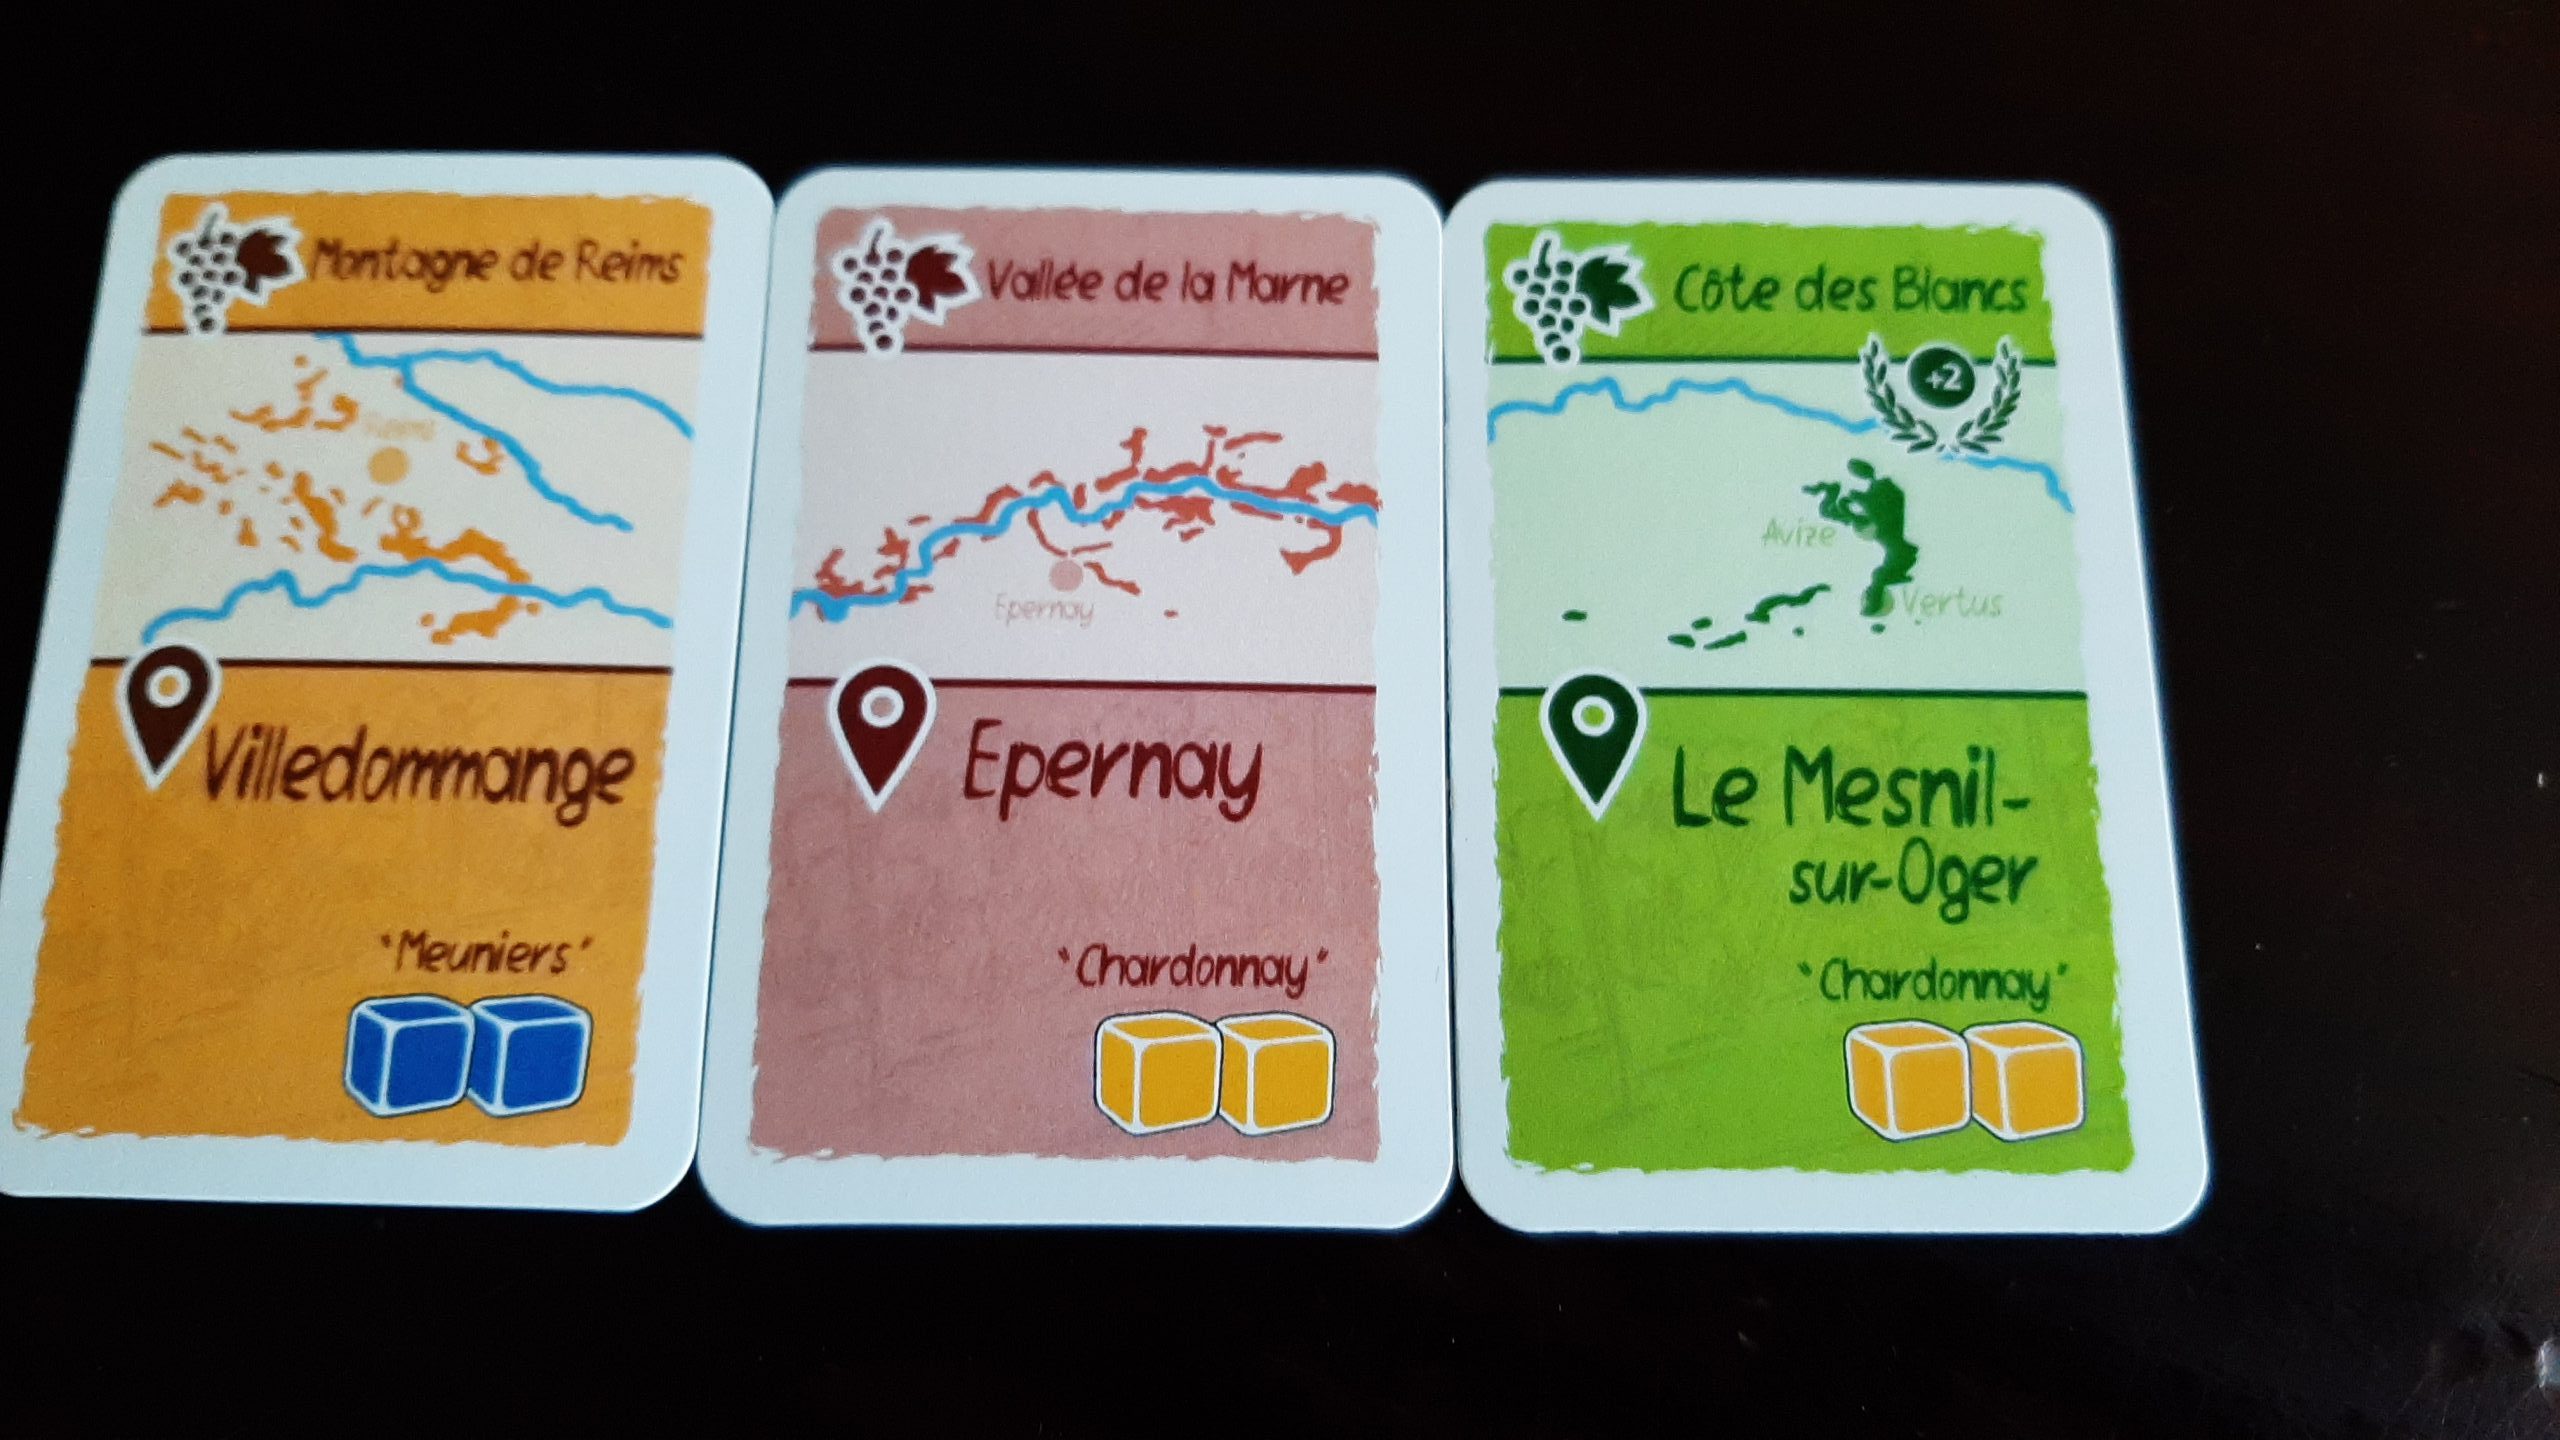 Montagne de Reims
Reims
Villedommange
"Meuniers"
Vallée de la Marne
Epernay
Epernay
"Chardonnay"
Côte des Blancs
+2
Avize
Vertus
Le Mesnil-
sur-Oger
"Chardonnay"